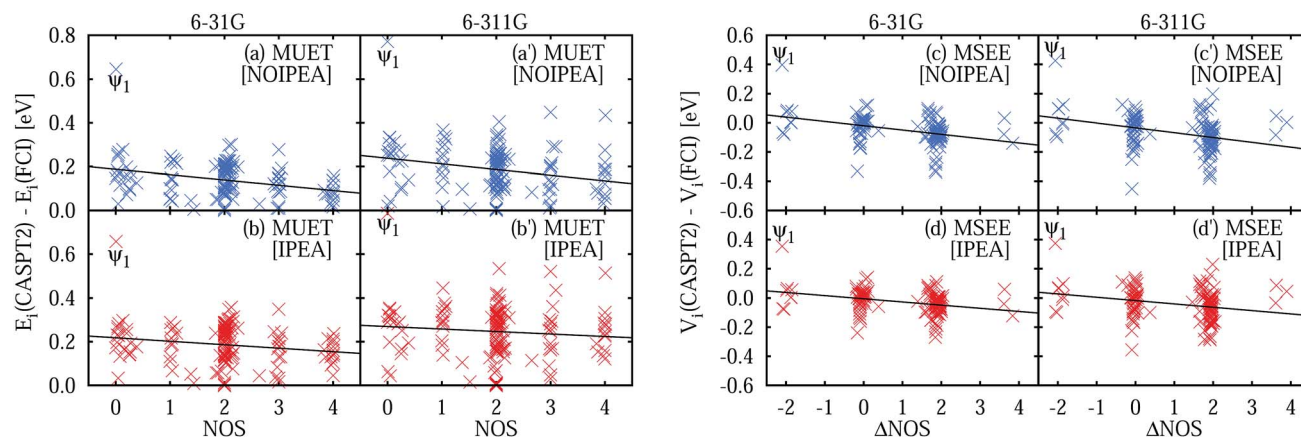 6-31G
6-311G
0.8
0.6
0.4
0.2
0.0
(a) MUET
[NOIPEA]
ψ1
(a') MUET
[NOIPEA]
ψ1
0.6
0.4
0.2
0.0
(b) MUET
[IPEA]
ψ1
(b') MUET
[IPEA]
Ei(CASPT2) - Ei(FCI) [eV]
0 1 2 3 4
0 1 2 3 4
NOS
NOS
6-31G
6-311G
0.6
0.4
0.2
0.0
-0.2
-0.4
-0.6
ψ1
(c) MSEE
[NOIPEA]
ψ1
(c') MSEE
[NOIPEA]
0.4
0.2
0.0
-0.2
-0.4
-0.6
ψ1
(d) MSEE
[IPEA]
ψ1
(d') MSEE
[IPEA]
Vi(CASPT2) - Vi(FCI) [eV]
-2 -1 0 1 2 3 4
-2 -1 0 1 2 3 4
ΔNOS
ΔNOS